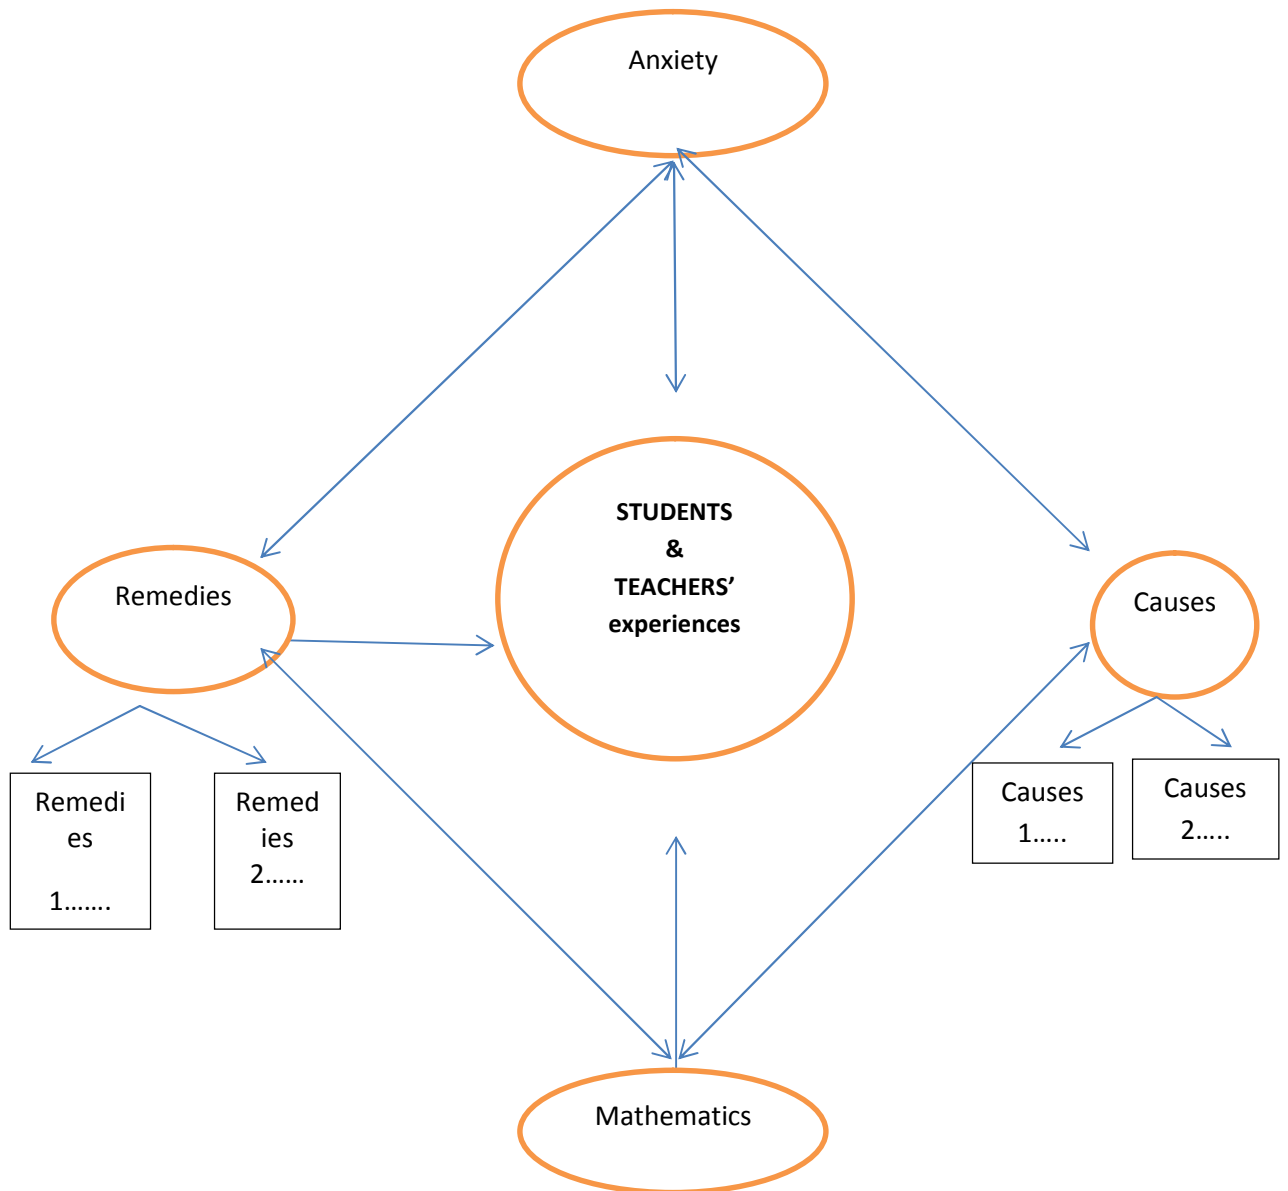 Anxiety
STUDENTS
&
TEACHERS’
experiences
Remedies
Causes
Remedi
es
1.......
Remed
ies
2......
Causes
1.....
Causes
2.....
Mathematics